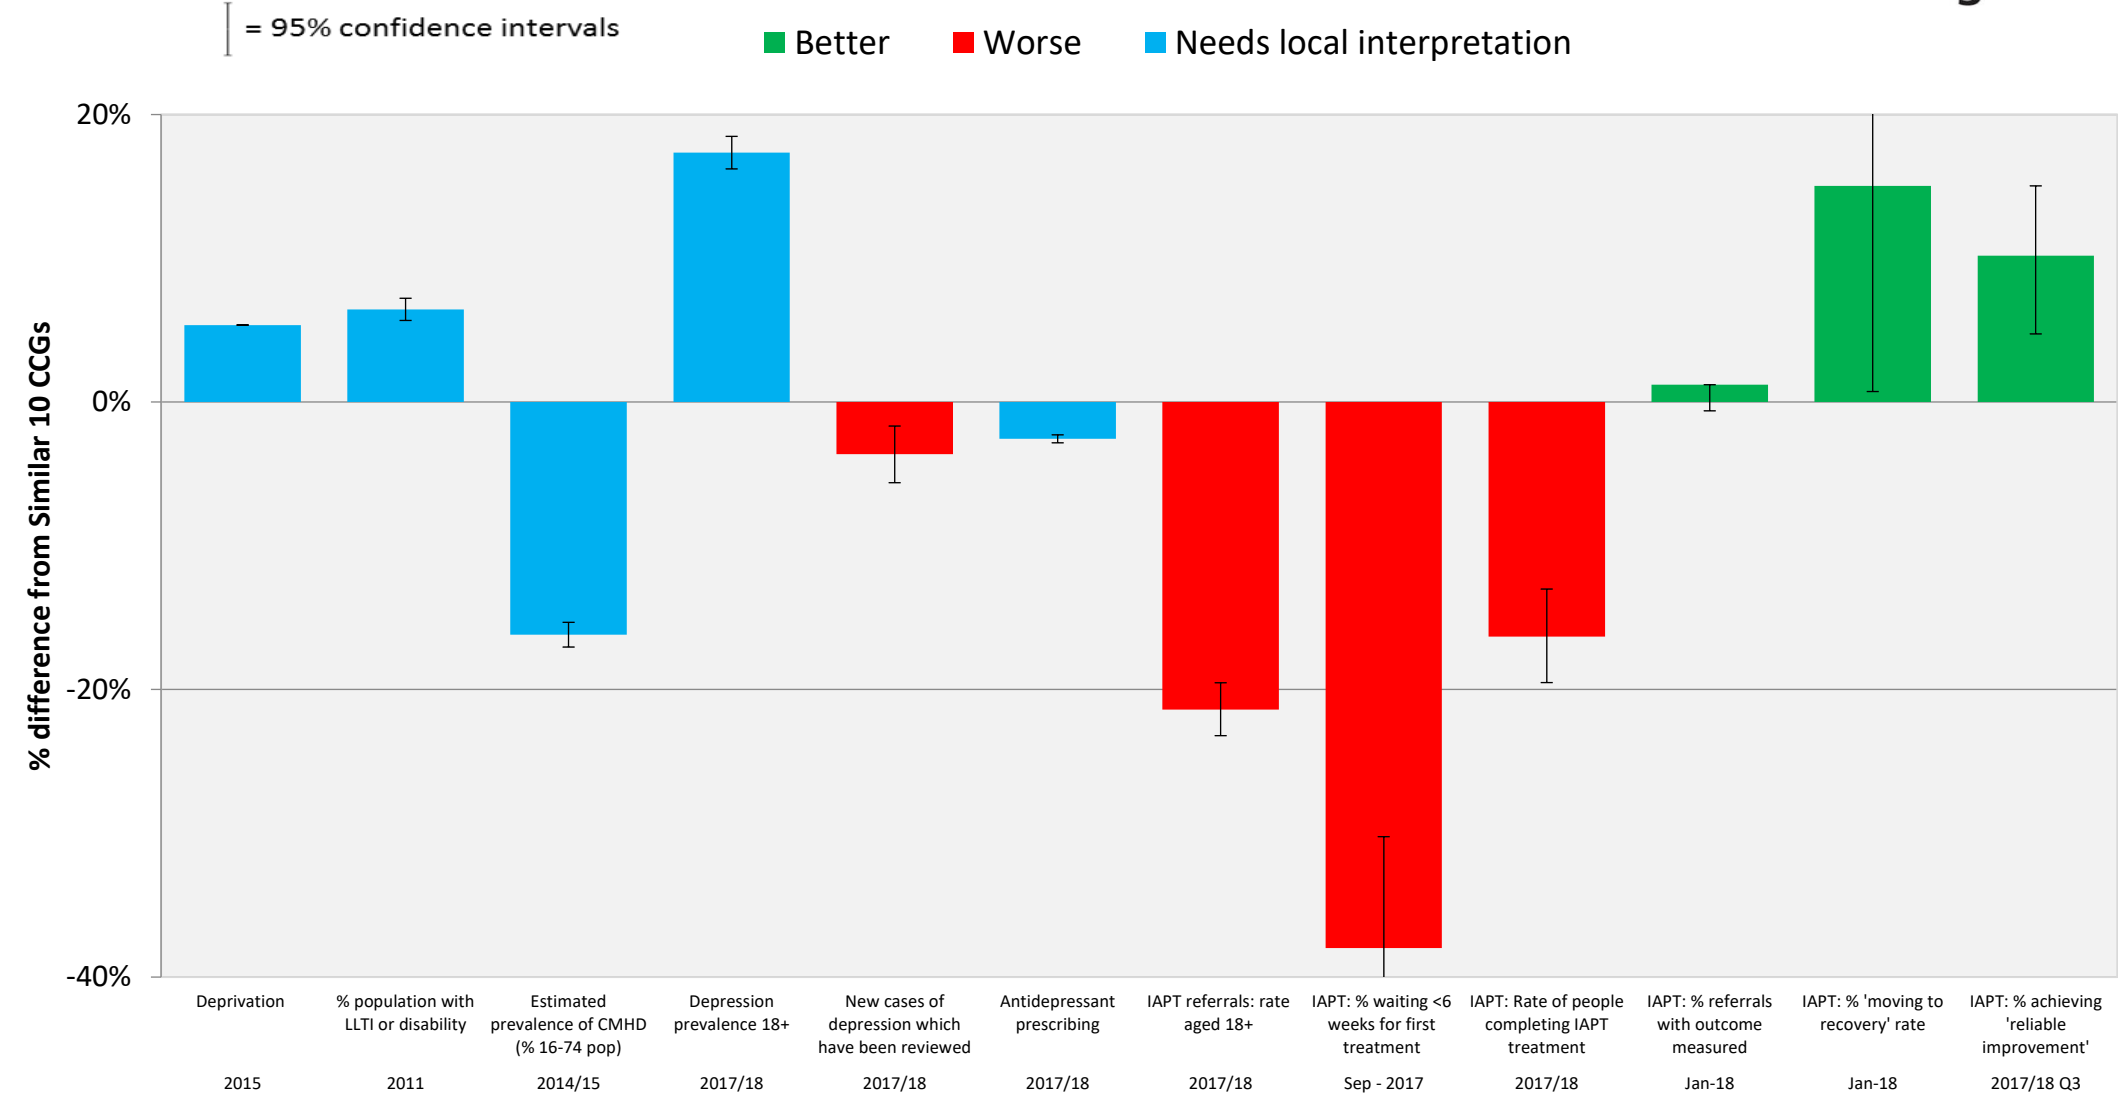 = 95% confidence intervals
Better
Worse
Needs local interpretation
% difference from Similar 10 CCGs
20%
0%
-20%
-40%
Deprivation
2015
% population with
LLTI or disability
2011
Estimated
prevalence of CMHD
(% 16-74 pop)
2014/15
Depression
prevalence 18+
2017/18
New cases of
depression which
have been reviewed
2017/18
Antidepressant
prescribing
2017/18
IAPT referrals: rate
aged 18+
2017/18
IAPT: % waiting <6
weeks for first
treatment
Sep - 2017
IAPT: Rate of people
completing IAPT
treatment
2017/18
IAPT: % referrals
with outcome
measured
Jan-18
IAPT: % 'moving to
recovery' rate
Jan-18
IAPT: % achieving
'reliable
improvement'
2017/18 Q3